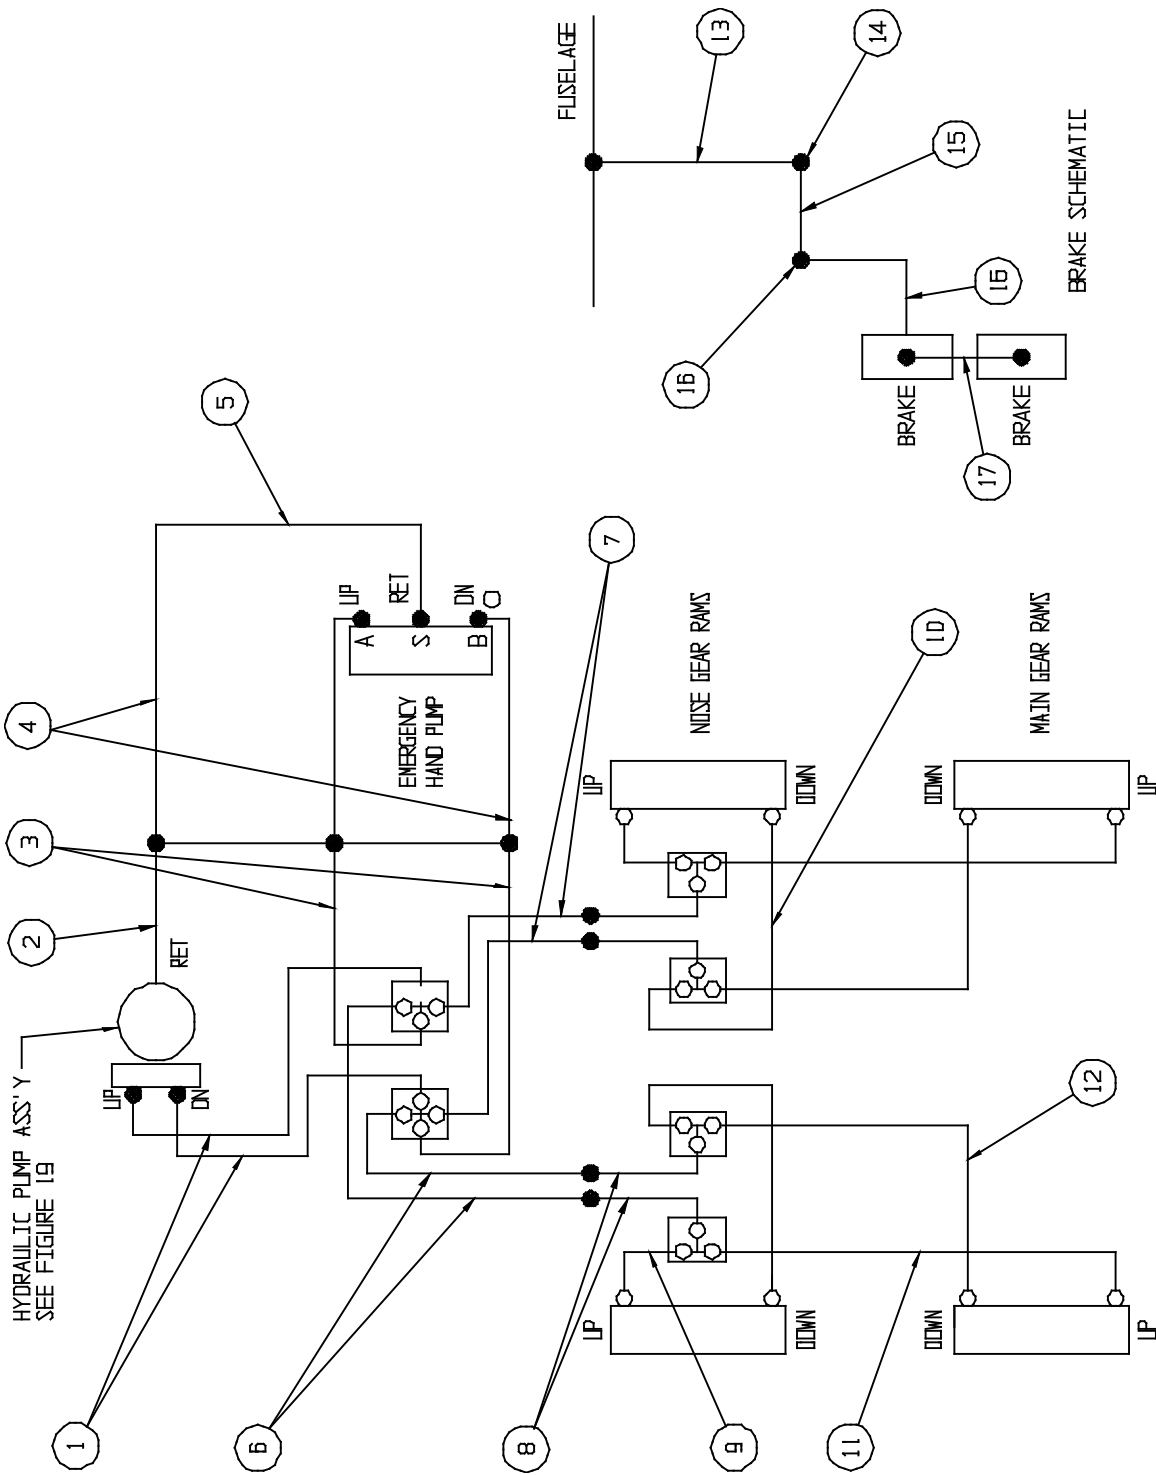 HYDRAULIC PUMP ASS'Y
SEE FIGURE 19
1
2
3
4
5
UP
DN
RET
EMERGENCY
HAND PUMP
A
S
B
UP
RET
DN
6
7
8
9
10
11
12
NOSE GEAR RAMS
UP
DOWN
UP
DOWN
MAIN GEAR RAMS
DOWN
UP
DOWN
UP
FUSELAGE
13
14
15
16
16
17
BRAKE
BRAKE
BRAKE SCHEMATIC